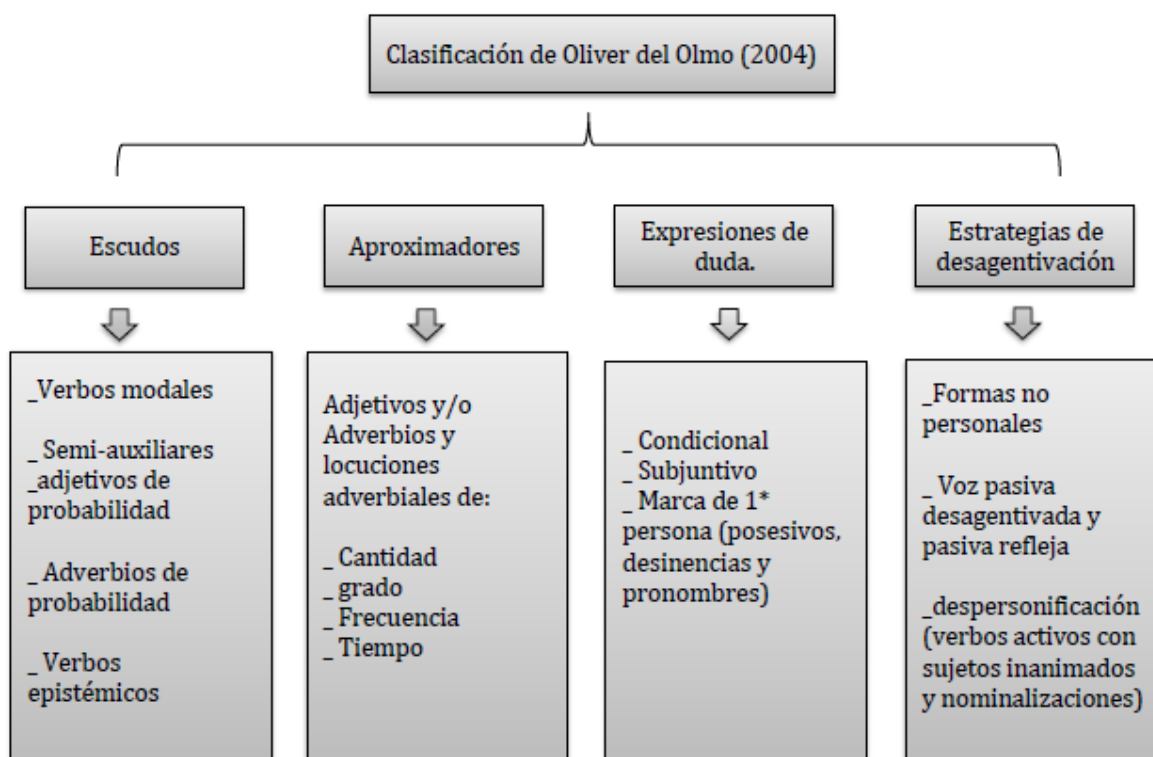 Clasificación de Oliver del Olmo (2004)
Escudos
Aproximadores
Expresiones de
duda.
Estrategias de
desagentivación
_Verbos modales
_ Semi-auxiliares
_adjetivos de
probabilidad
_ Adverbios de
probabilidad
_ Verbos
epistémicos
Adjetivos y/o
Adverbios y
locuciones
adverbiales de:
_ Cantidad
_ grado
_ Frecuencia
_ Tiempo
_ Condicional
_ Subjuntivo
_ Marca de 1*
persona (posesivos,
desinencias y
pronombres)
_Formas no
personales
_ Voz pasiva
desagentivada y
pasiva refleja
_despersonificación
(verbos activos con
sujetos inanimados
y nominalizaciones)